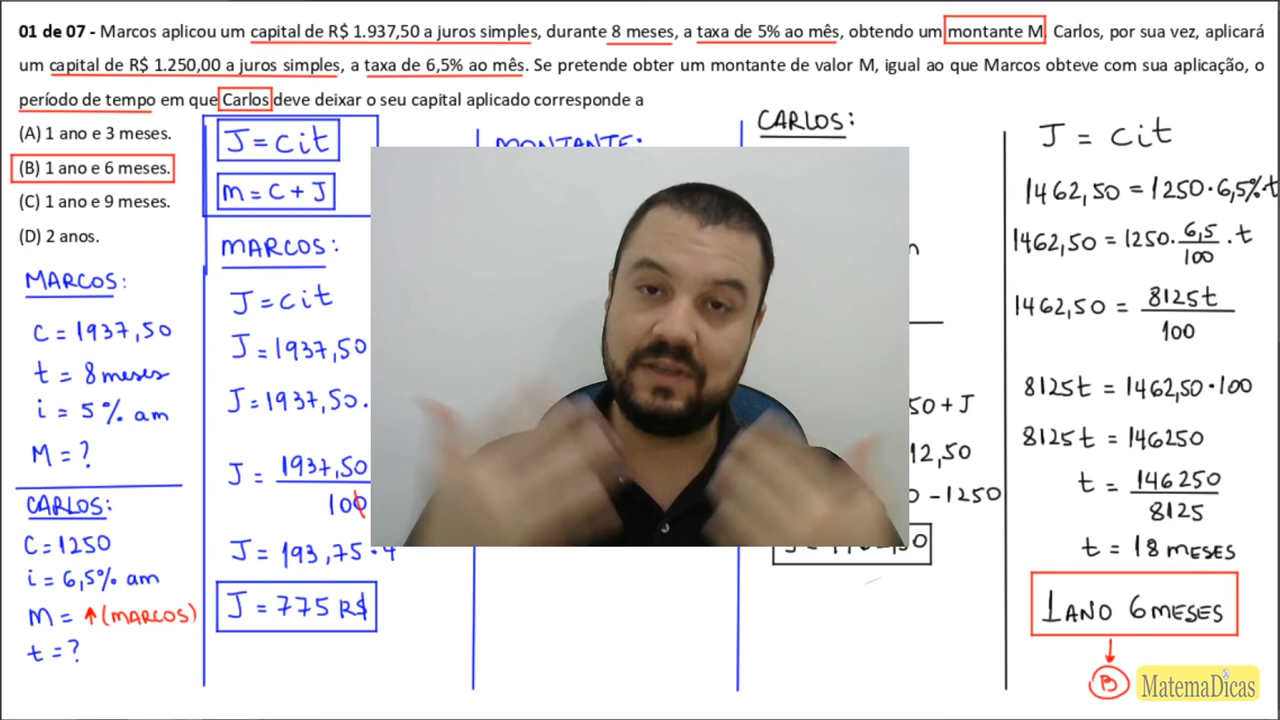 01 de 07 - Marcos aplicou um capital de R$ 1.937,50 a juros simples, durante 8 meses, a taxa de 5% ao mês, obtendo um montante M. Carlos, por sua vez, aplicará
um capital de R$ 1.250,00 a juros simples, a taxa de 6,5% ao mês. Se pretende obter um montante de valor M, igual ao que Marcos obteve com sua aplicação, o
período de tempo em que Carlos deve deixar o seu capital aplicado corresponde a
(A) 1 ano e 3 meses.
(B) 1 ano e 6 meses.
(C) 1 ano e 9 meses.
(D) 2 anos.
MARCOS:
C = 1937,50
t = 8 meses
i = 5% am
M = ?
CARLOS:
C = 1250
i = 6,5% am
M = ↑ (MARCOS)
t = ?
J = cit
m = C + J
MARCOS:
J = cit
J = 1937,50
J = 1937,50.
J = 1937,50
100
J = 193,75 · 4
J = 775 R$
MONTANTE:
CARLOS:
50 + J
12,50
0 - 1250
J = cit
1462,50 = 1250 · 6,5% t
1462,50 = 1250 . 6,5 . t
100
1462,50 = 8125t
100
8125t = 1462,50 · 100
8125t = 146250
t = 146250
8125
t = 18 MESES
1 ANO 6 MESES
B
MatemaDicas